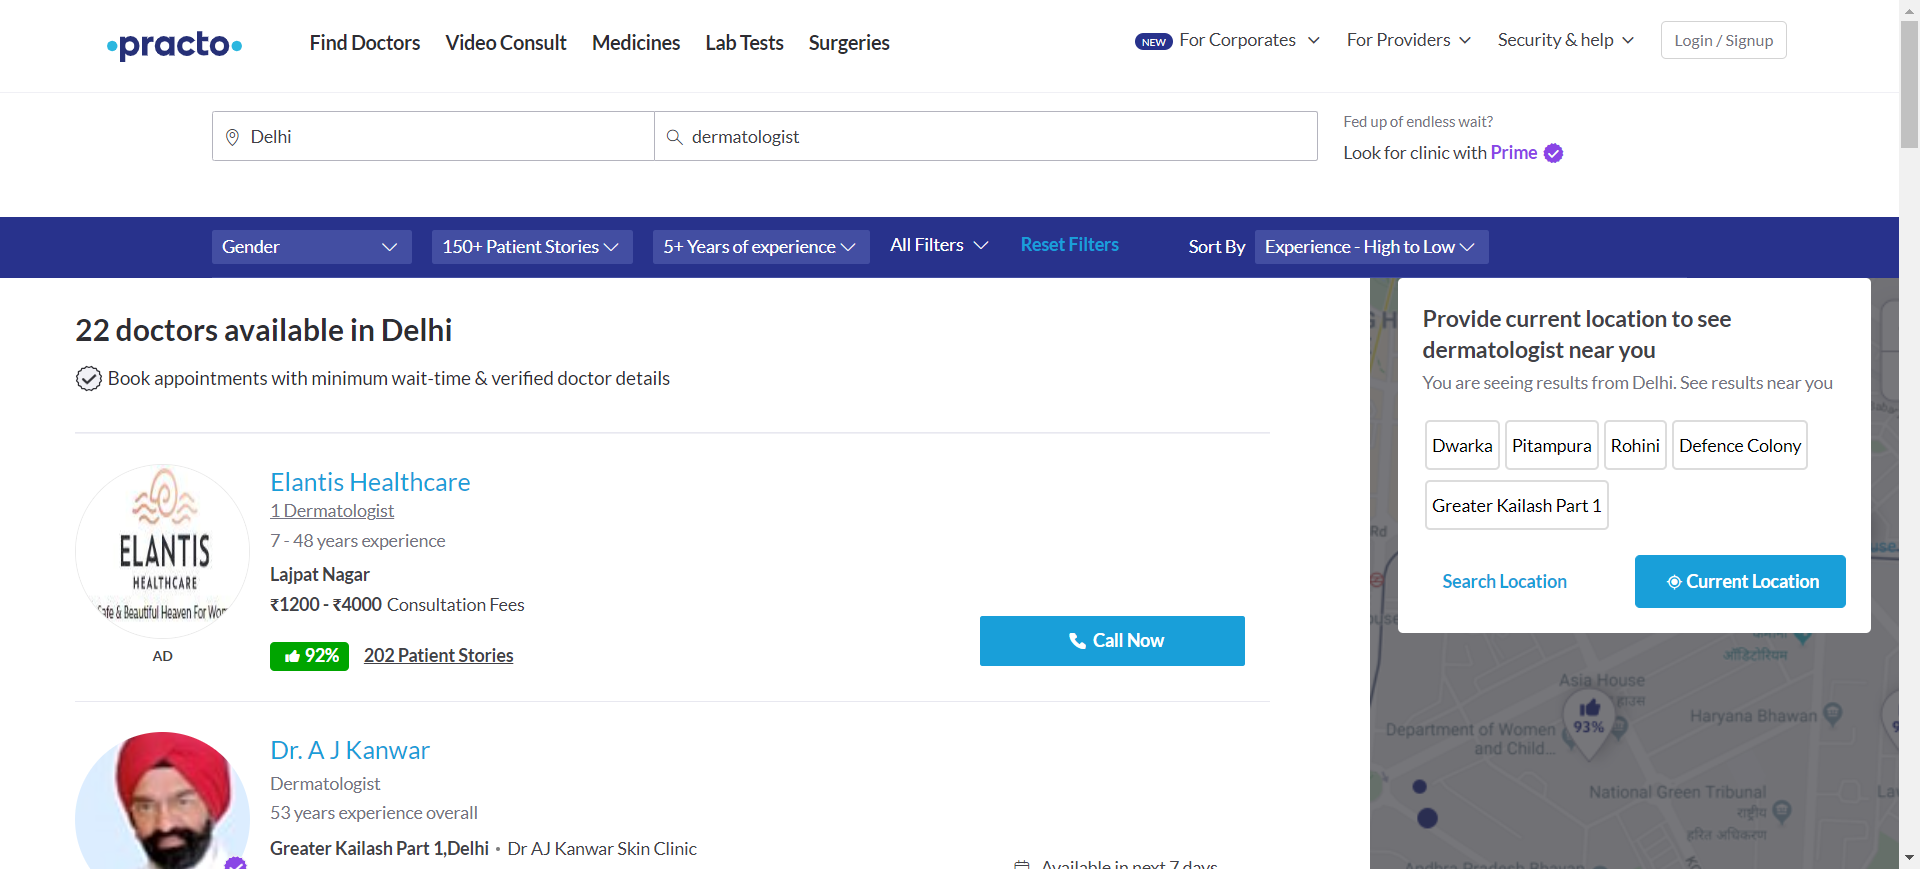 practo
Find Doctors
Video Consult
Medicines
Lab Tests
Surgeries
NEW For Corporates
For Providers
Security & help
Login / Signup
Delhi
dermatologist
Fed up of endless wait?
Look for clinic with Prime
Gender
150+ Patient Stories
5+ Years of experience
All Filters
Reset Filters
Sort By
Experience - High to Low
22 doctors available in Delhi
Book appointments with minimum wait-time & verified doctor details
ELANTIS
HEALTHCARE
AD
Elantis Healthcare
1 Dermatologist
7 - 48 years experience
Lajpat Nagar
₹1200 - ₹4000 Consultation Fees
92% 202 Patient Stories
Call Now
Dr. A J Kanwar
Dermatologist
53 years experience overall
Greater Kailash Part 1,Delhi • Dr AJ Kanwar Skin Clinic
Available in next 7 days
Provide current location to see
dermatologist near you
You are seeing results from Delhi. See results near you
Dwarka
Pitampura
Rohini
Defence Colony
Greater Kailash Part 1
Search Location
Current Location
Rd
ऑडिटोरियम
Asia House
हाउस
93%
Haryana Bhawan
Department of Women
and Child...
National Green Tribunal
राष्ट्रीय
हरित अधिकरण
Andhra Pradesh Bhavan